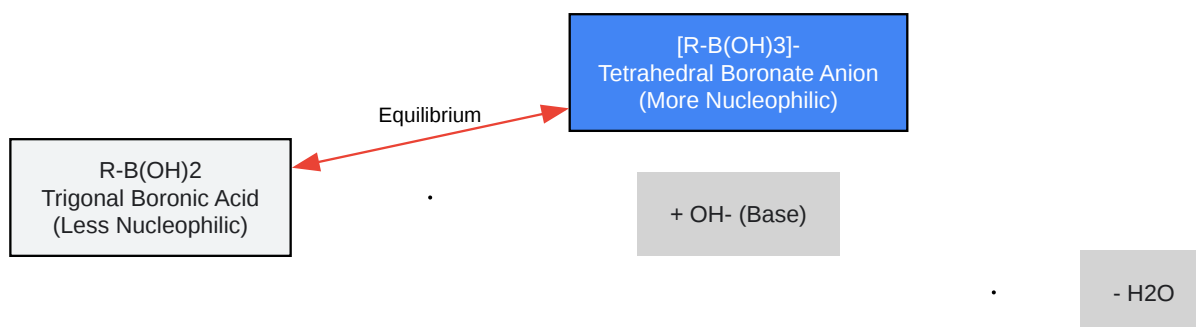 [R-B(OH)3]-
Tetrahedral Boronate Anion
(More Nucleophilic)
Equilibrium
R-B(OH)2
Trigonal Boronic Acid
(Less Nucleophilic)
+ OH- (Base)
- H2O